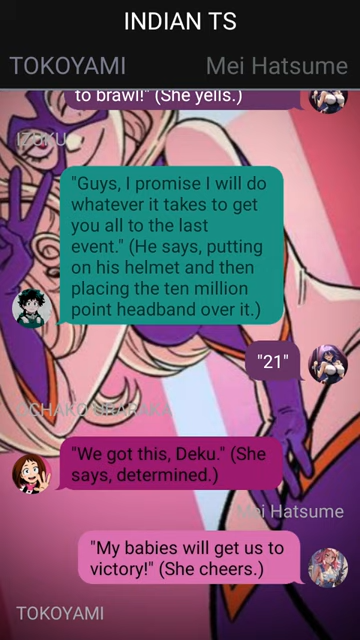 INDIAN TS
TOKOYAMI
Mei Hatsume
to brawl!" (She yells.)
IZUKU
"Guys, I promise I will do
whatever it takes to get
you all to the last
event." (He says, putting
on his helmet and then
placing the ten million
point headband over it.)
"21"
OCHAKO URARAKA
"We got this, Deku." (She
says, determined.)
Mei Hatsume
"My babies will get us to
victory!" (She cheers.)
TOKOYAMI